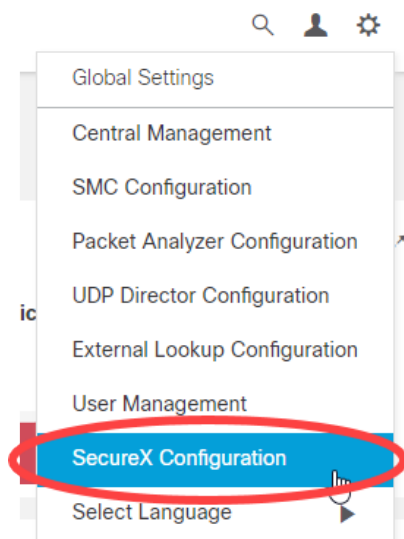 Global Settings
Central Management
SMC Configuration
Packet Analyzer Configuration
UDP Director Configuration
ic
External Lookup Configuration
User Management
SecureX Configuration
Select Language